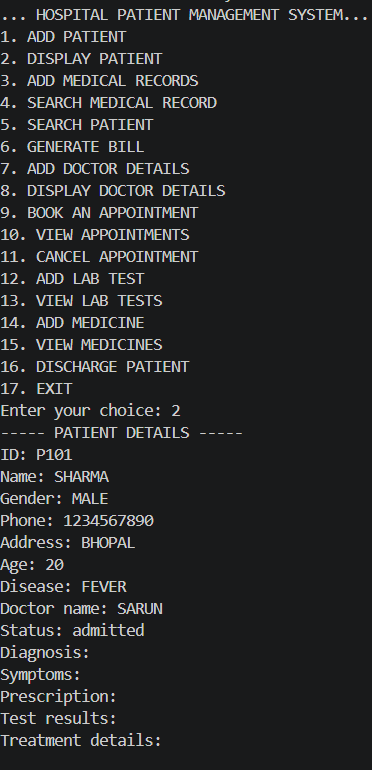 ... HOSPITAL PATIENT MANAGEMENT SYSTEM...
1. ADD PATIENT
2. DISPLAY PATIENT
3. ADD MEDICAL RECORDS
4. SEARCH MEDICAL RECORD
5. SEARCH PATIENT
6. GENERATE BILL
7. ADD DOCTOR DETAILS
8. DISPLAY DOCTOR DETAILS
9. BOOK AN APPOINTMENT
10. VIEW APPOINTMENTS
11. CANCEL APPOINTMENT
12. ADD LAB TEST
13. VIEW LAB TESTS
14. ADD MEDICINE
15. VIEW MEDICINES
16. DISCHARGE PATIENT
17. EXIT
Enter your choice: 2
----- PATIENT DETAILS -----
ID: P101
Name: SHARMA
Gender: MALE
Phone: 1234567890
Address: BHOPAL
Age: 20
Disease: FEVER
Doctor name: SARUN
Status: admitted
Diagnosis:
Symptoms:
Prescription:
Test results:
Treatment details: